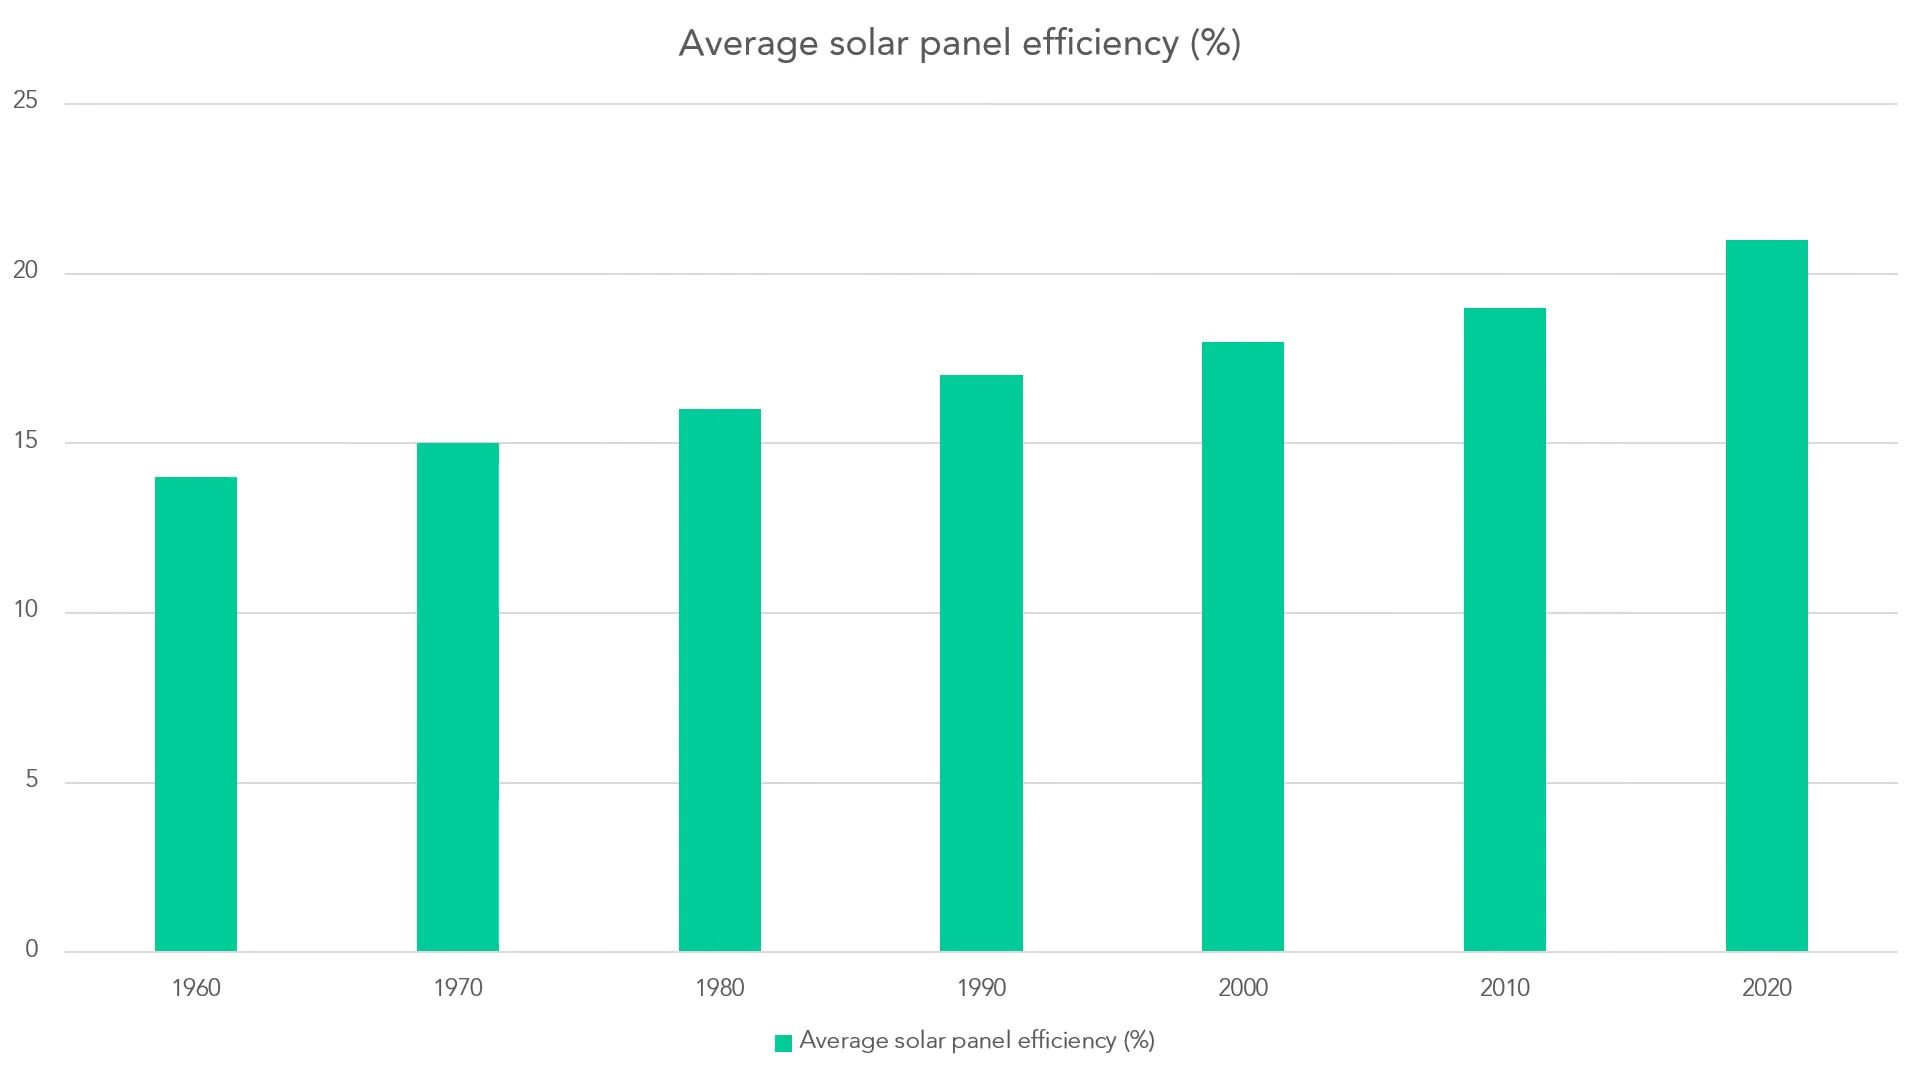 Average solar panel efficiency (%)
25
20
15
10
5
0
1960 1970 1980 1990 2000 2010 2020
Average solar panel efficiency (%)